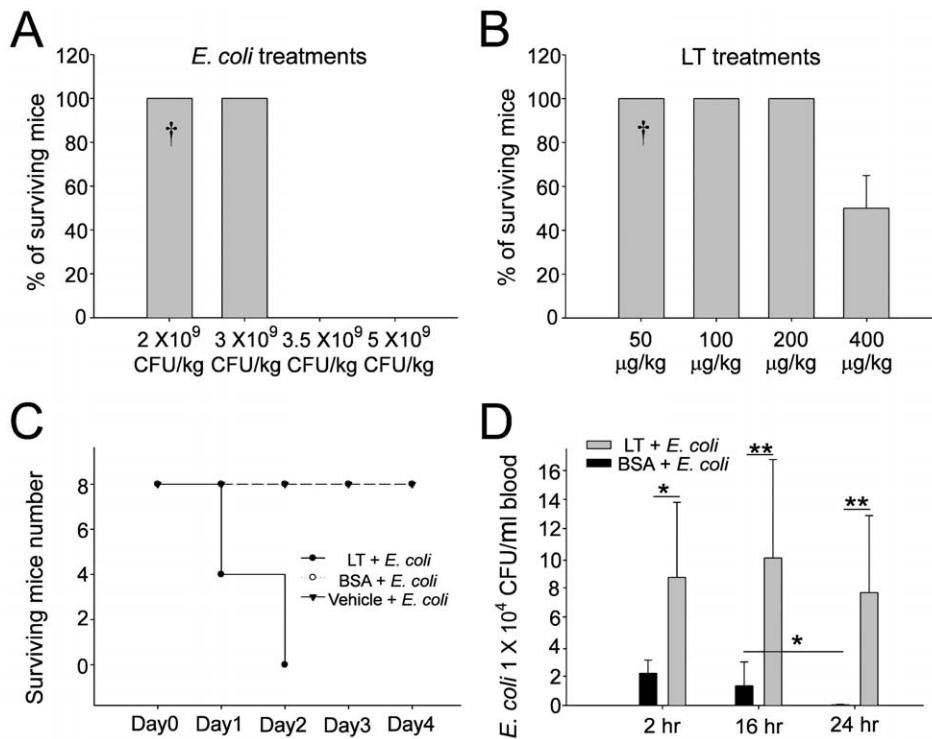 A
E. coli treatments
% of surviving mice
120
100
80
60
40
20
0
†
2 X10⁹ 3 X10⁹ 3.5 X10⁹ 5 X10⁹
CFU/kg CFU/kg CFU/kg CFU/kg
B
LT treatments
% of surviving mice
120
100
80
60
40
20
0
†
50 100 200 400
μg/kg μg/kg μg/kg μg/kg
C
Surviving mice number
8
4
4
0
LT + E. coli
BSA + E. coli
Vehicle + E. coli
Day0 Day1 Day2 Day3 Day4
D
LT + E. coli
BSA + E. coli
E. coli 1 X 10⁴ CFU/ml blood
16
14
12
10
8
6
4
2
0
*
**
**
*
2 hr 16 hr 24 hr